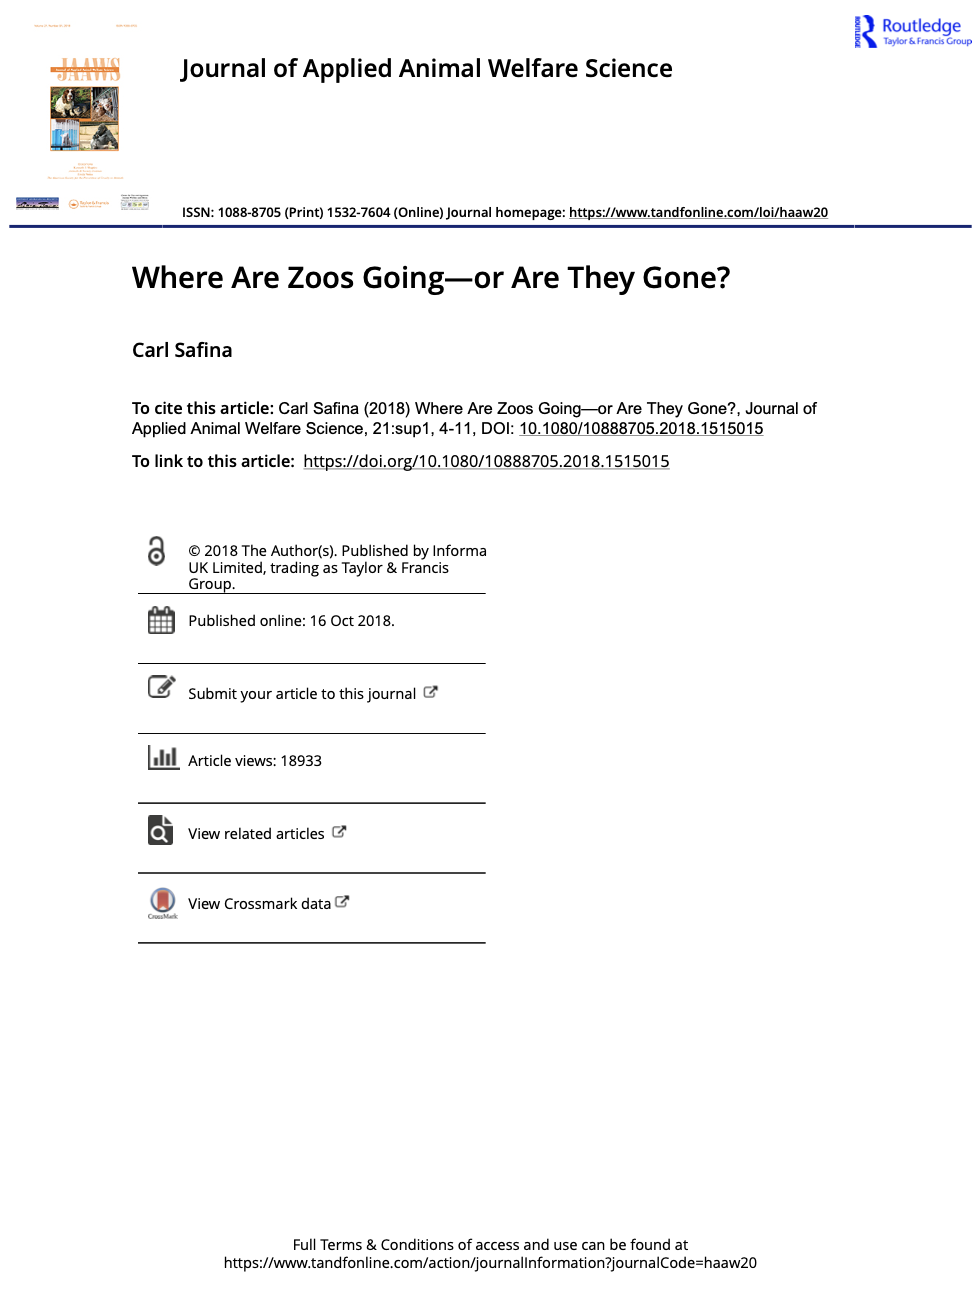 Routledge
Taylor & Francis Group
ROUTLEDGE
JAAWS
Journal of Applied Animal Welfare Science
Taylor & Francis
ISSN: 1088-8705 (Print) 1532-7604 (Online) Journal homepage: https://www.tandfonline.com/loi/haaw20
Where Are Zoos Going—or Are They Gone?
Carl Safina
To cite this article: Carl Safina (2018) Where Are Zoos Going—or Are They Gone?, Journal of
Applied Animal Welfare Science, 21:sup1, 4-11, DOI: 10.1080/10888705.2018.1515015
To link to this article: https://doi.org/10.1080/10888705.2018.1515015
© 2018 The Author(s). Published by Informa
UK Limited, trading as Taylor & Francis
Group.
Published online: 16 Oct 2018.
Submit your article to this journal
Article views: 18933
View related articles
View Crossmark data
CrossMark
Full Terms & Conditions of access and use can be found at
https://www.tandfonline.com/action/journalInformation?journalCode=haaw20